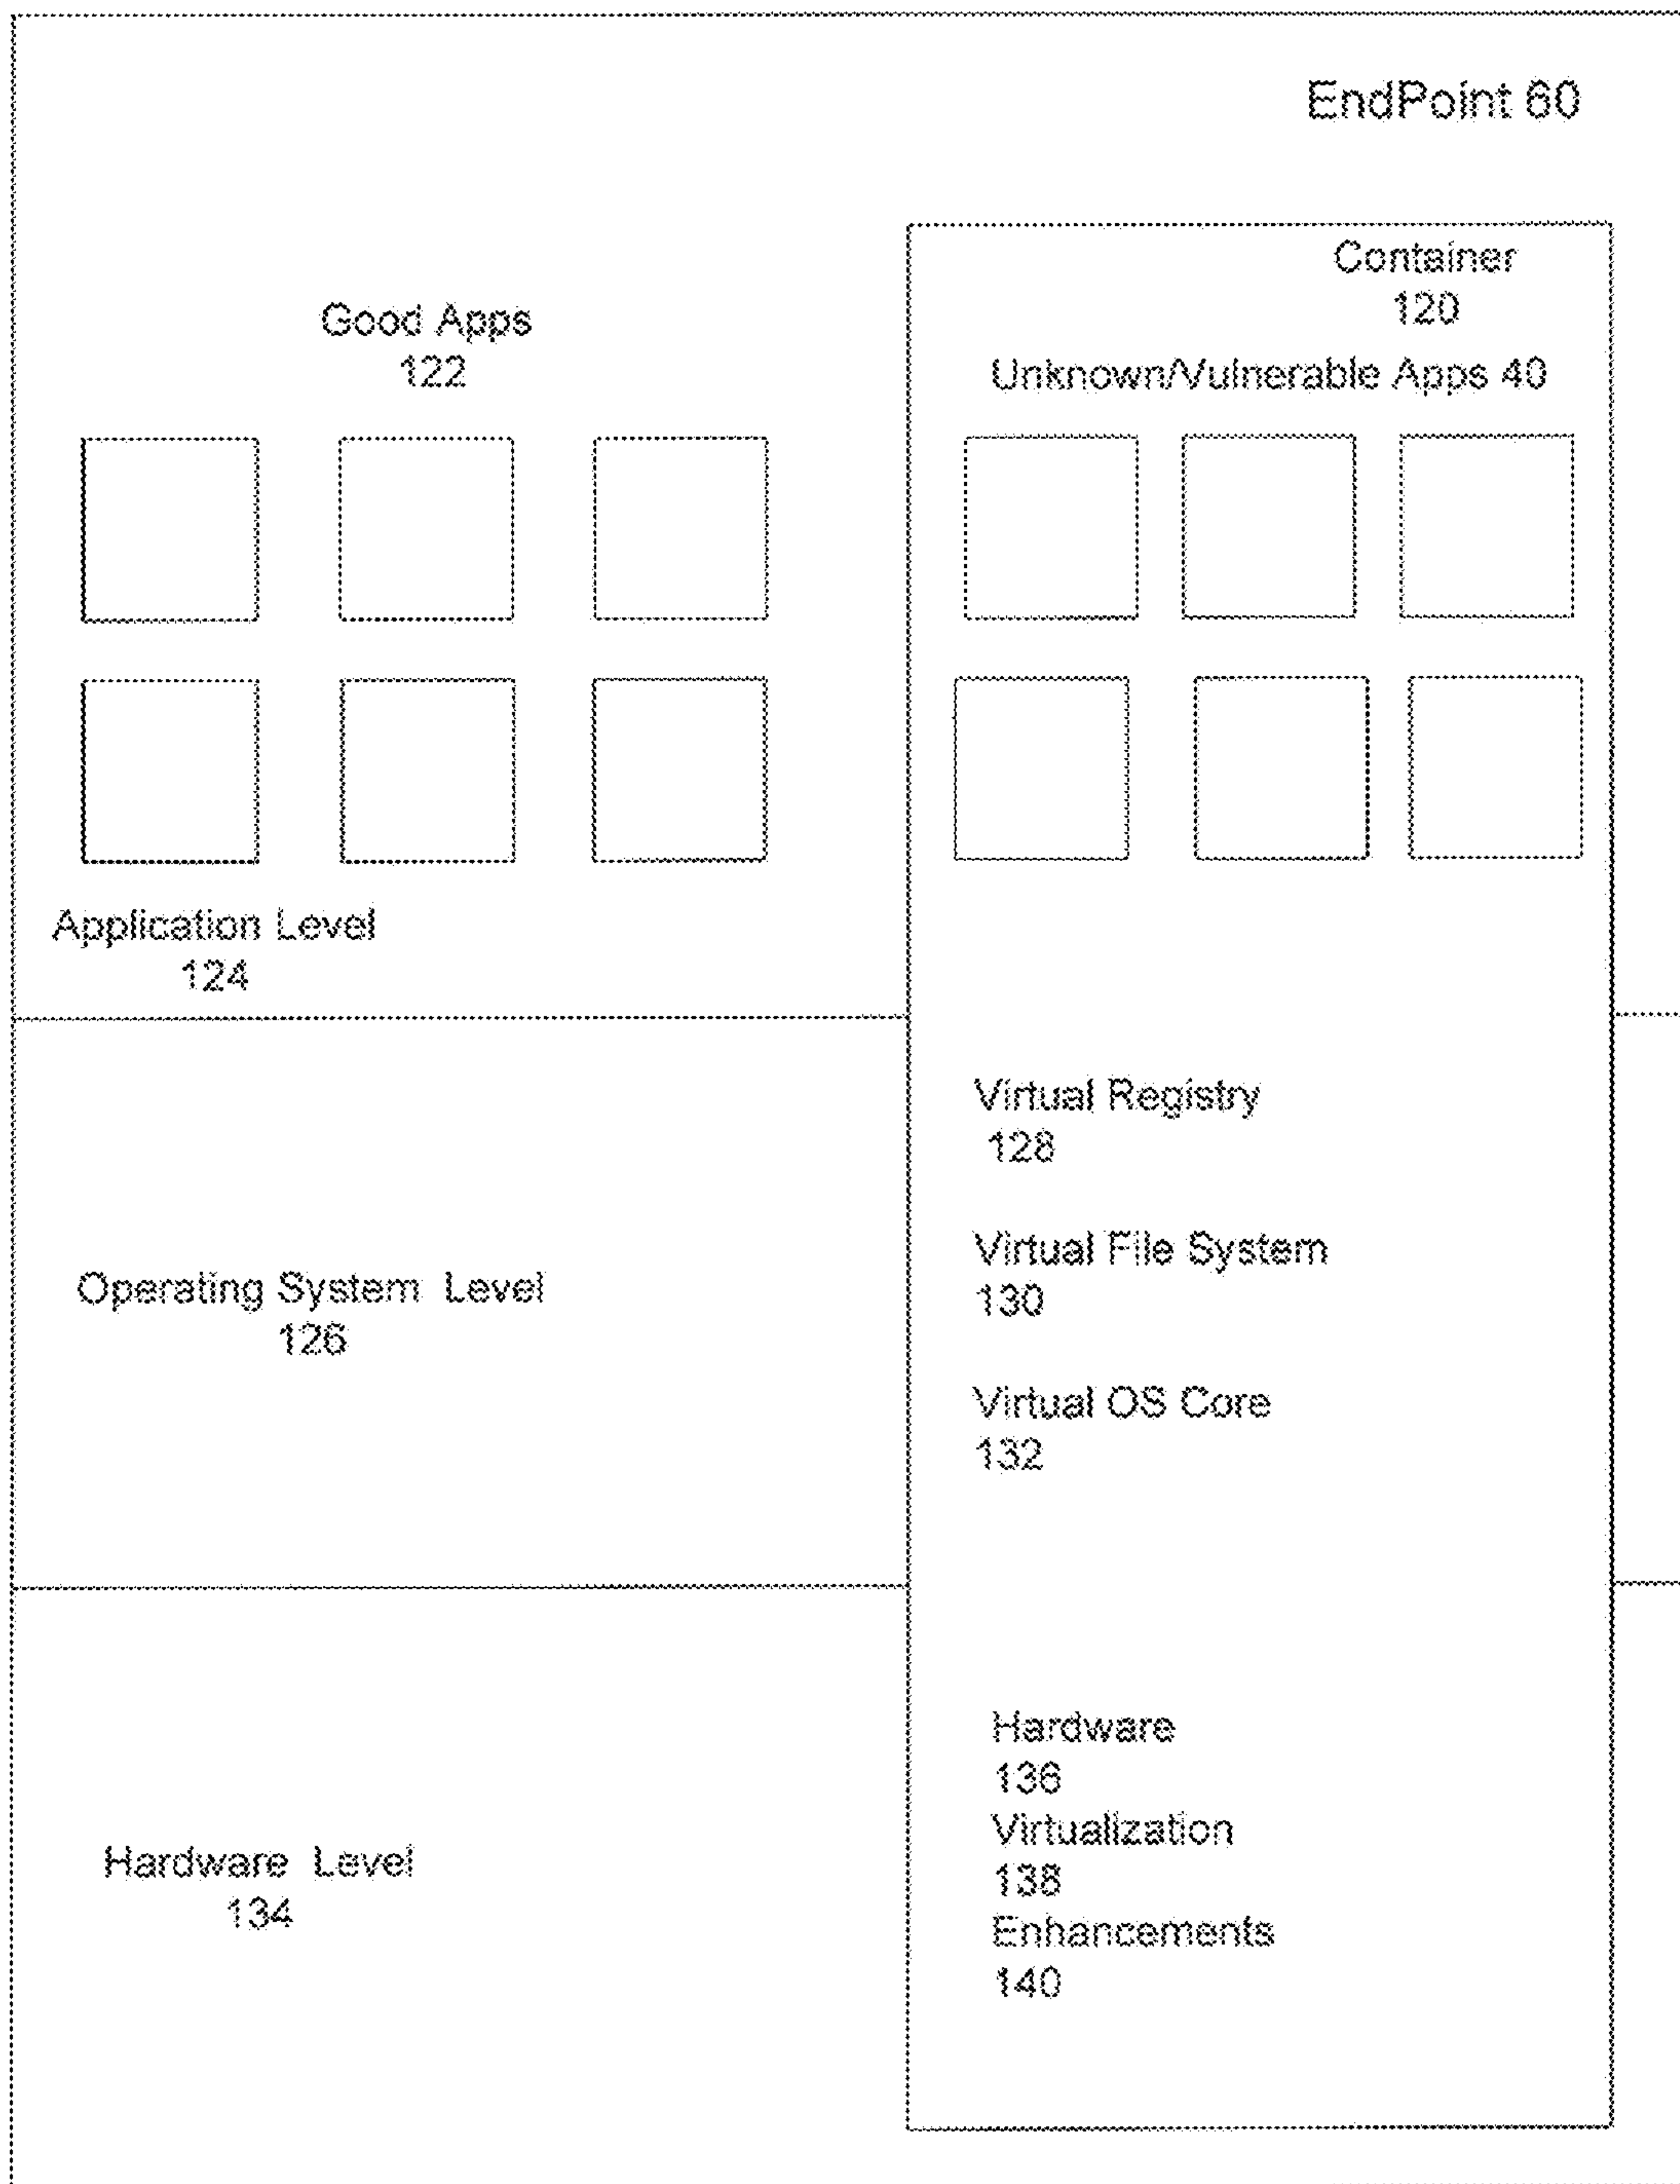 EndPoint 60
Container
120
Good Apps
122
Unknown/Vulnerable Apps 40
Application Level
124
Virtual Registry
128
Virtual File System
130
Operating System Level
126
Virtual OS Core
132
Hardware
136
Virtualization
138
Enhancements
140
Hardware Level
134